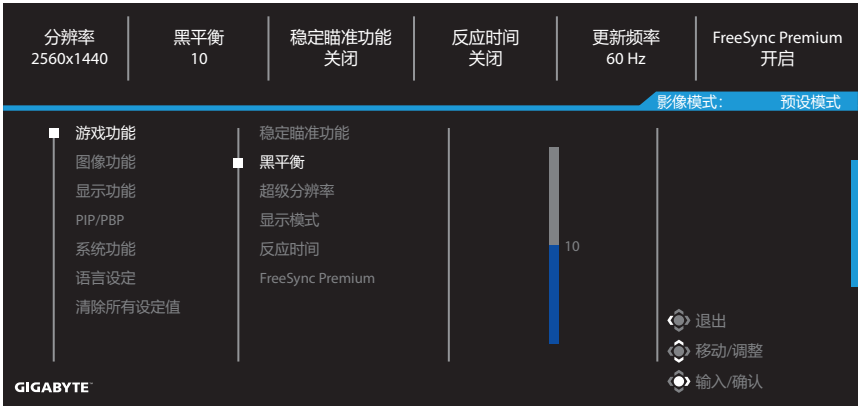 分辨率
2560x1440
黑平衡
10
稳定瞄准功能
关闭
反应时间
关闭
更新频率
60 Hz
FreeSync Premium
开启
影像模式： 预设模式
游戏功能
图像功能
显示功能
PIP/PBP
系统功能
语言设定
清除所有设定值
稳定瞄准功能
黑平衡
超级分辨率
显示模式
反应时间
FreeSync Premium
10
退出
移动/调整
输入/确认
GIGABYTE™